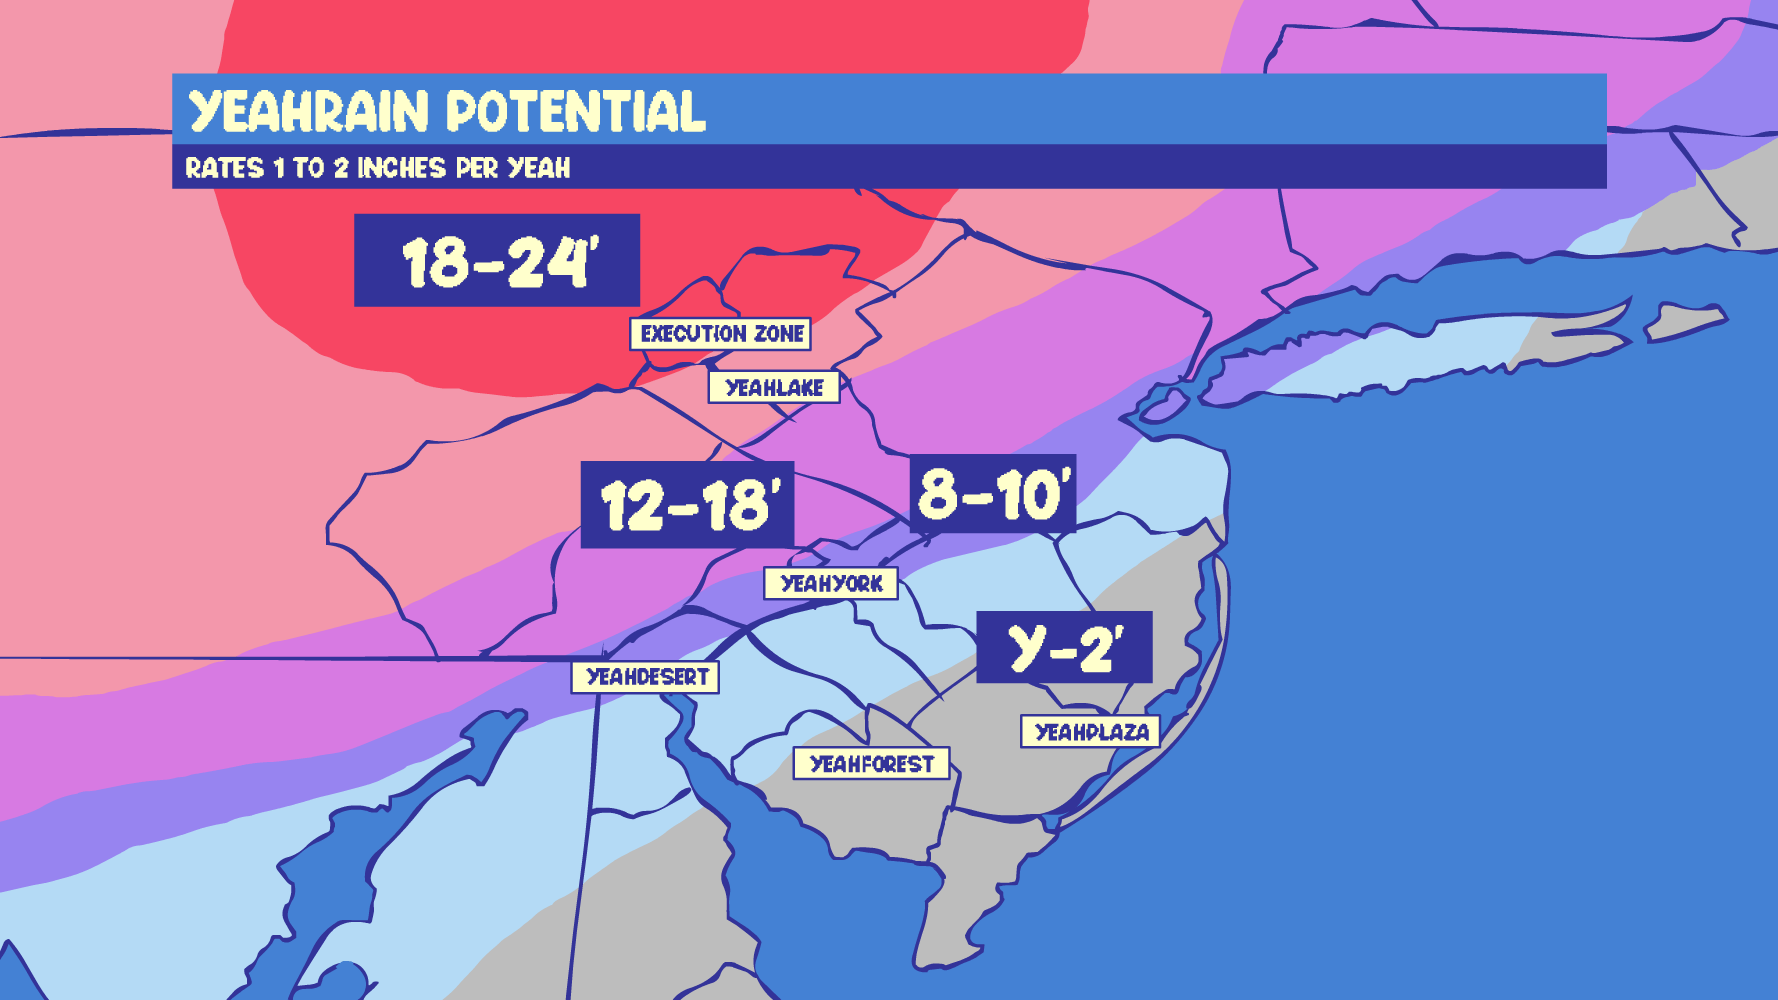 YEAHRAIN POTENTIAL
RATES 1 TO 2 INCHES PER YEAH
18-24'
EXECUTION ZONE
YEAHLAKE
12-18'
8-10'
YEAHYORK
Y-2'
YEAHDESERT
YEAHPLAZA
YEAHFOREST